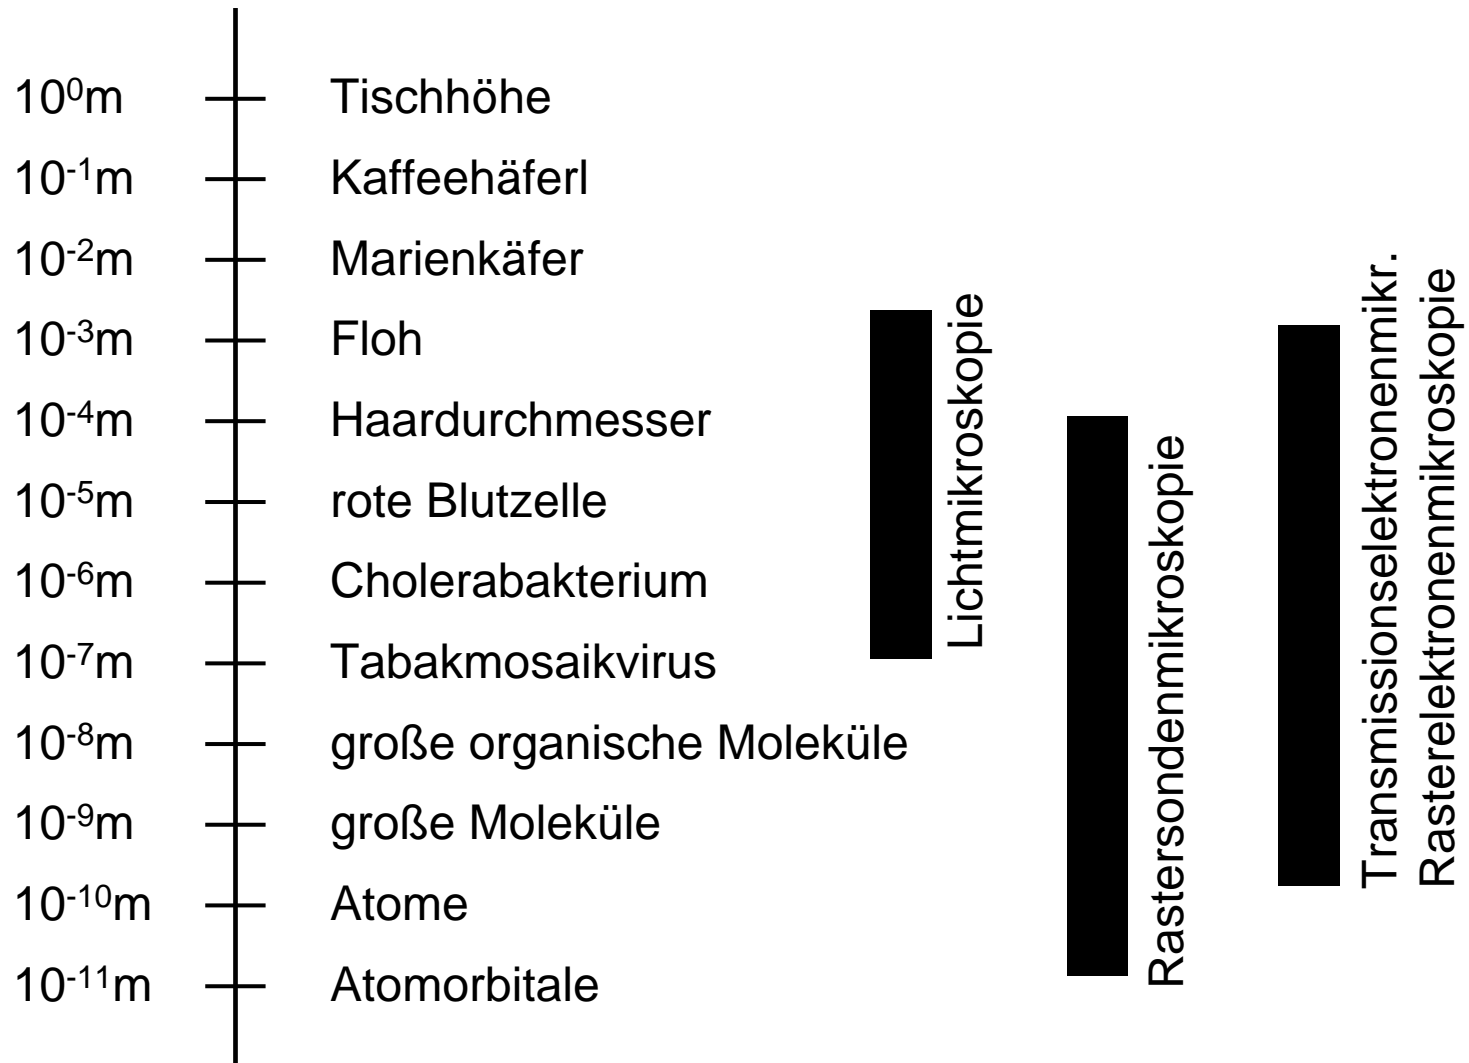 10⁰m Tischhöhe
10⁻¹m Kaffeehäferl
10⁻²m Marienkäfer
10⁻³m Floh
10⁻⁴m Haardurchmesser
10⁻⁵m rote Blutzelle
10⁻⁶m Cholerabakterium
10⁻⁷m Tabakmosaikvirus
10⁻⁸m große organische Moleküle
10⁻⁹m große Moleküle
10⁻¹⁰m Atome
10⁻¹¹m Atomorbitale
Lichtmikroskopie
Rastersondenmikroskopie
Transmissionselektronenmikr.
Rasterelektronenmikroskopie